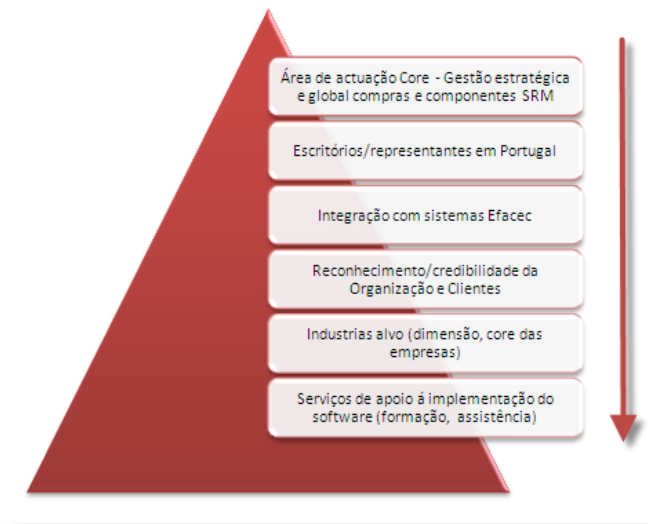 Área de actuação Core - Gestão estratégica
e global compras e componentes SRM
Escritórios/representantes em Portugal
Integração com sistemas Efacec
Reconhecimento/credibilidade da
Organização e Clientes
Industrias alvo (dimensão, core das
empresas)
Serviços de apoio á implementação do
software (formação, assistência)